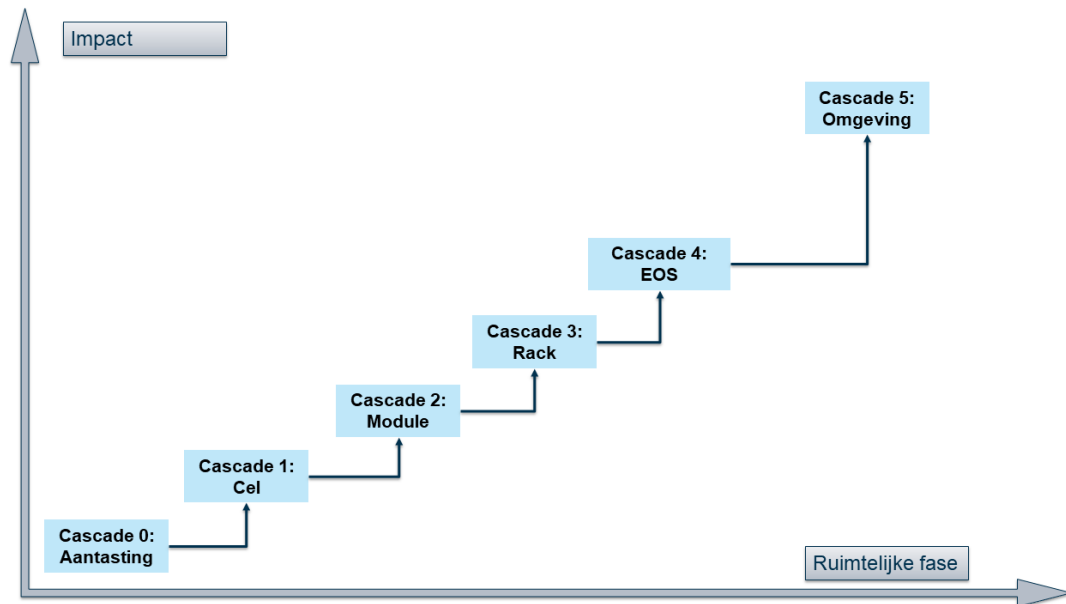 Impact
Cascade 5:
Omgeving
Cascade 4:
EOS
Cascade 3:
Rack
Cascade 2:
Module
Cascade 1:
Cel
Cascade 0:
Aantasting
Ruimtelijke fase